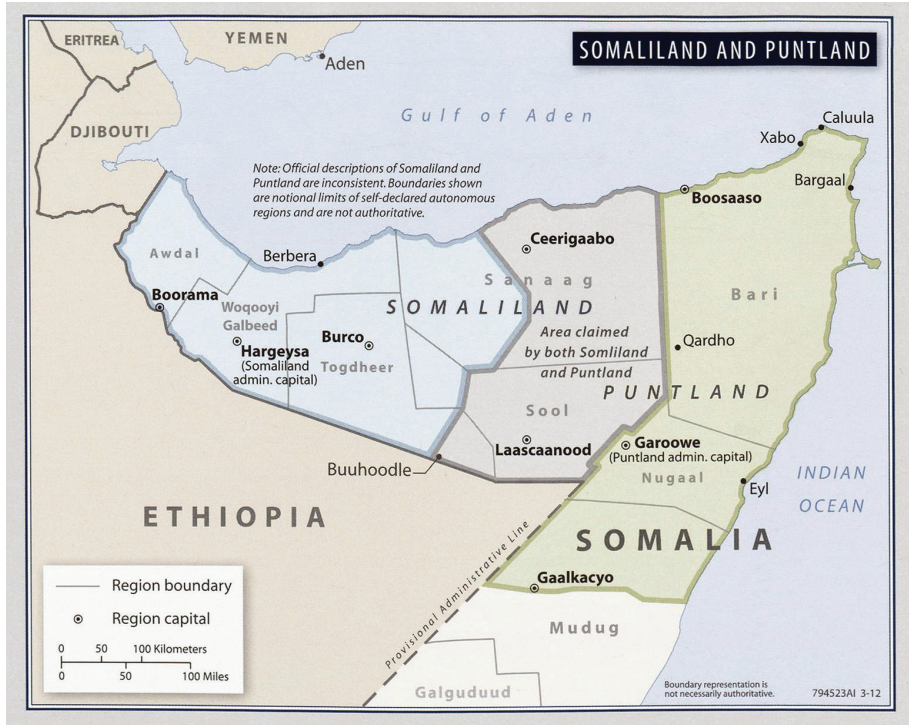 SOMALILAND AND PUNTLAND
ERITREA
YEMEN
Aden
DJIBOUTI
Gulf of Aden
Caluula
Xabo
Note: Official descriptions of Somaliland and
Puntland are inconsistent. Boundaries shown
are notional limits of self-declared autonomous
regions and are not authoritative.
Bargaal
Boosaaso
Ceerigaabo
Awdal
Berbera
Sanaag
Boorama
Bari
Woqooyi
Galbeed
SOMALILAND
Area claimed
by both Somliland
and Puntland
Burco
Qardho
Hargeysa
(Somaliland
admin. capital)
Togdheer
PUNTLAND
Sool
Laascaanood
Garoowe
(Puntland admin. capital)
Buuhoodle
Nugaal
Eyl
INDIAN
OCEAN
ETHIOPIA
SOMALIA
Provisional Administrative Line
Gaalkacyo
Mudug
Galguduud
Region boundary
Region capital
0 50 100 Kilometers
0 50 100 Miles
Boundary representation is
not necessarily authoritative.
794523AI 3-12